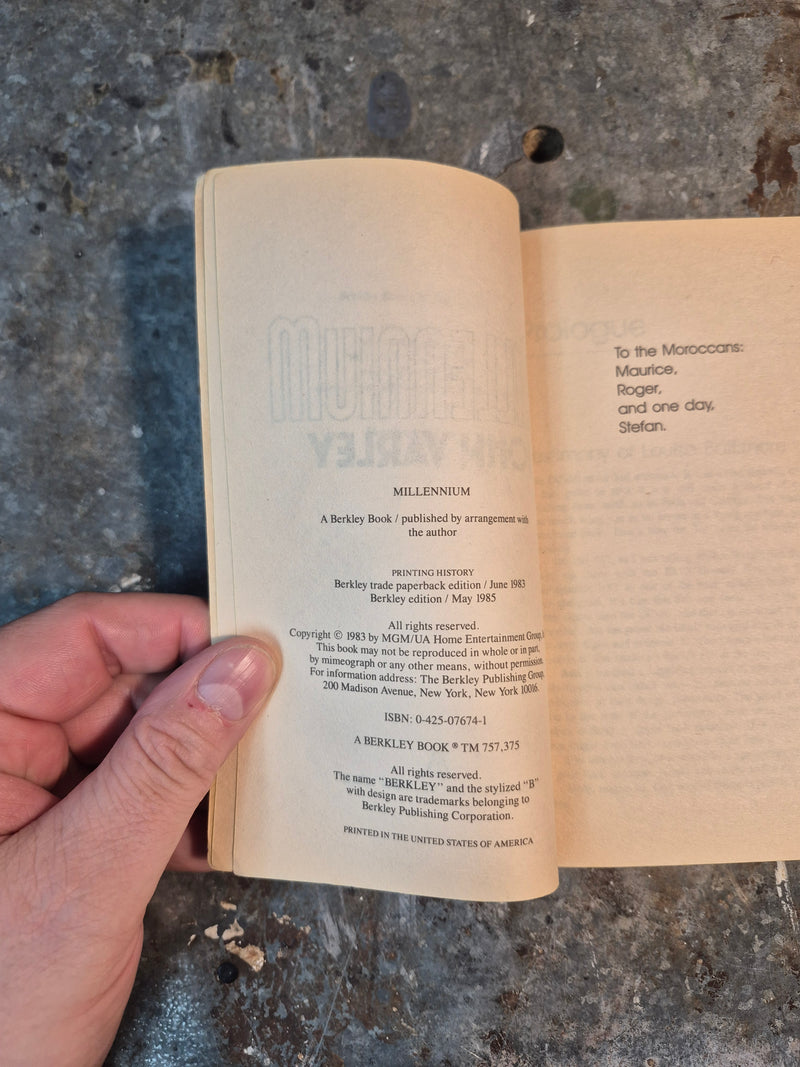 MILLENNIUM
A Berkley Book / published by arrangement with
the author
PRINTING HISTORY
Berkley trade paperback edition / June 1983
Berkley edition / May 1985
All rights reserved.
Copyright © 1983 by MGM/UA Home Entertainment Group,
This book may not be reproduced in whole or in part,
by mimeograph or any other means, without permission.
For information address: The Berkley Publishing Group,
200 Madison Avenue, New York, New York 10016.
ISBN: 0-425-07674-1
A BERKLEY BOOK ® TM 757,375
All rights reserved.
The name "BERKLEY" and the stylized "B"
with design are trademarks belonging to
Berkley Publishing Corporation.
PRINTED IN THE UNITED STATES OF AMERICA
To the Moroccans:
Maurice,
Roger,
and one day,
Stefan.